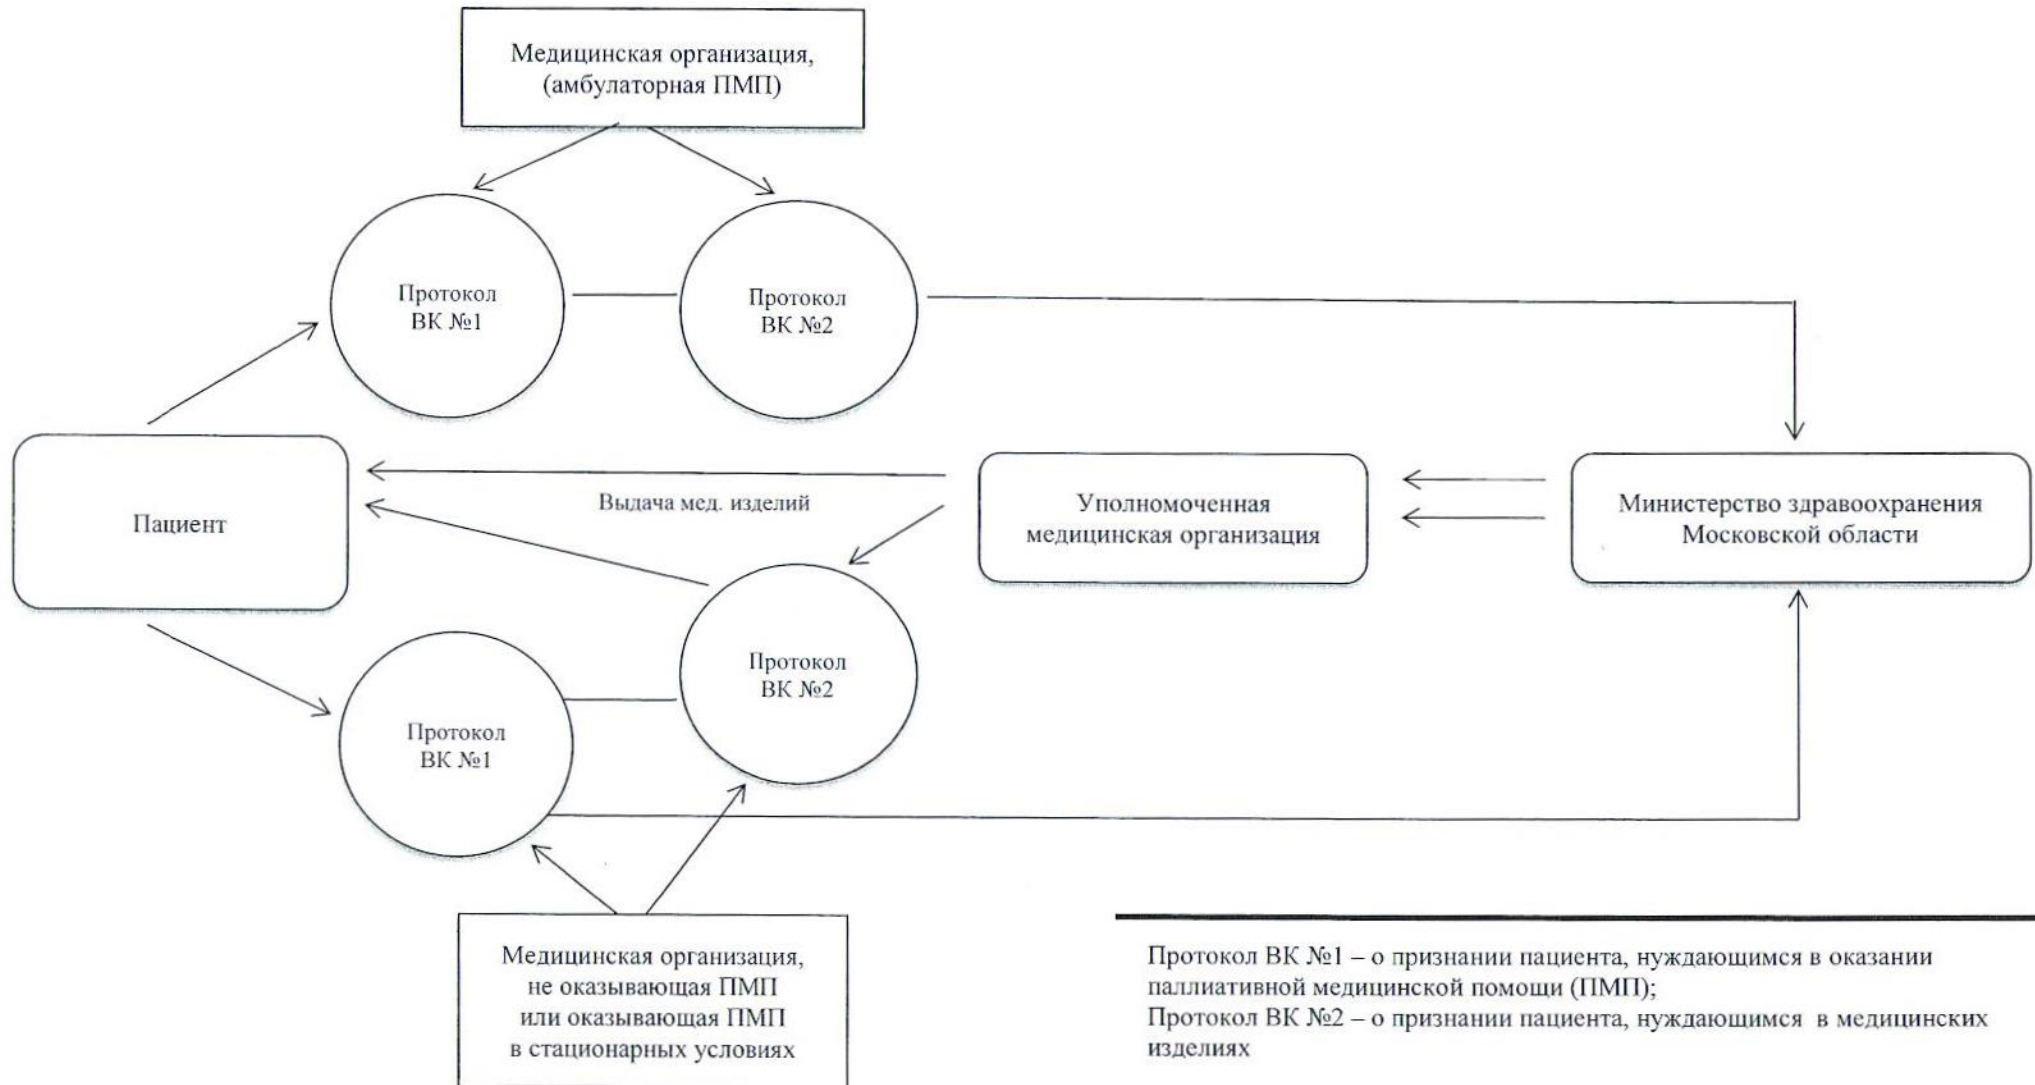 Медицинская организация,
(амбулаторная ПМП)
Протокол
ВК №1
Протокол
ВК №2
Пациент
Выдача мед. изделий
Уполномоченная
медицинская организация
Министерство здравоохранения
Московской области
Протокол
ВК №2
Протокол
ВК №1
Медицинская организация,
не оказывающая ПМП
или оказывающая ПМП
в стационарных условиях
Протокол ВК №1 – о признании пациента, нуждающимся в оказании
паллиативной медицинской помощи (ПМП);
Протокол ВК №2 – о признании пациента, нуждающимся в медицинских
изделиях